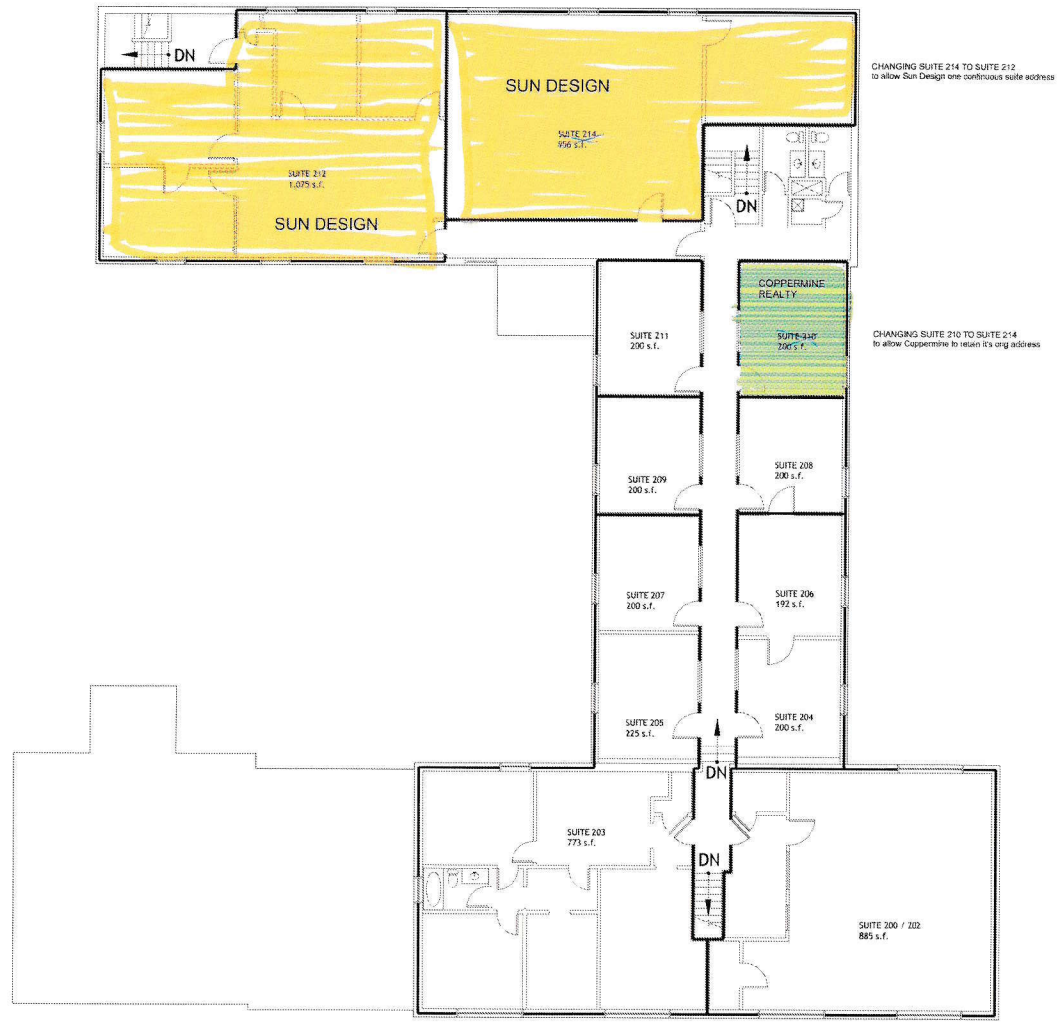 DN
SUN DESIGN
CHANGING SUITE 214 TO SUITE 212
to allow Sun Design one continuous suite address
SUITE 214
956 s.f.
SUITE 212
1,075 s.f.
DN
SUN DESIGN
COPPERMINE
REALTY
SUITE 211
200 s.f.
SUITE 210
200 s.f.
CHANGING SUITE 210 TO SUITE 214
to allow Coppermine to retain it's orig address
SUITE 209
200 s.f.
SUITE 208
200 s.f.
SUITE 207
200 s.f.
SUITE 206
192 s.f.
SUITE 205
225 s.f.
SUITE 204
200 s.f.
DN
SUITE 203
773 s.f.
DN
SUITE 200 / 202
885 s.f.